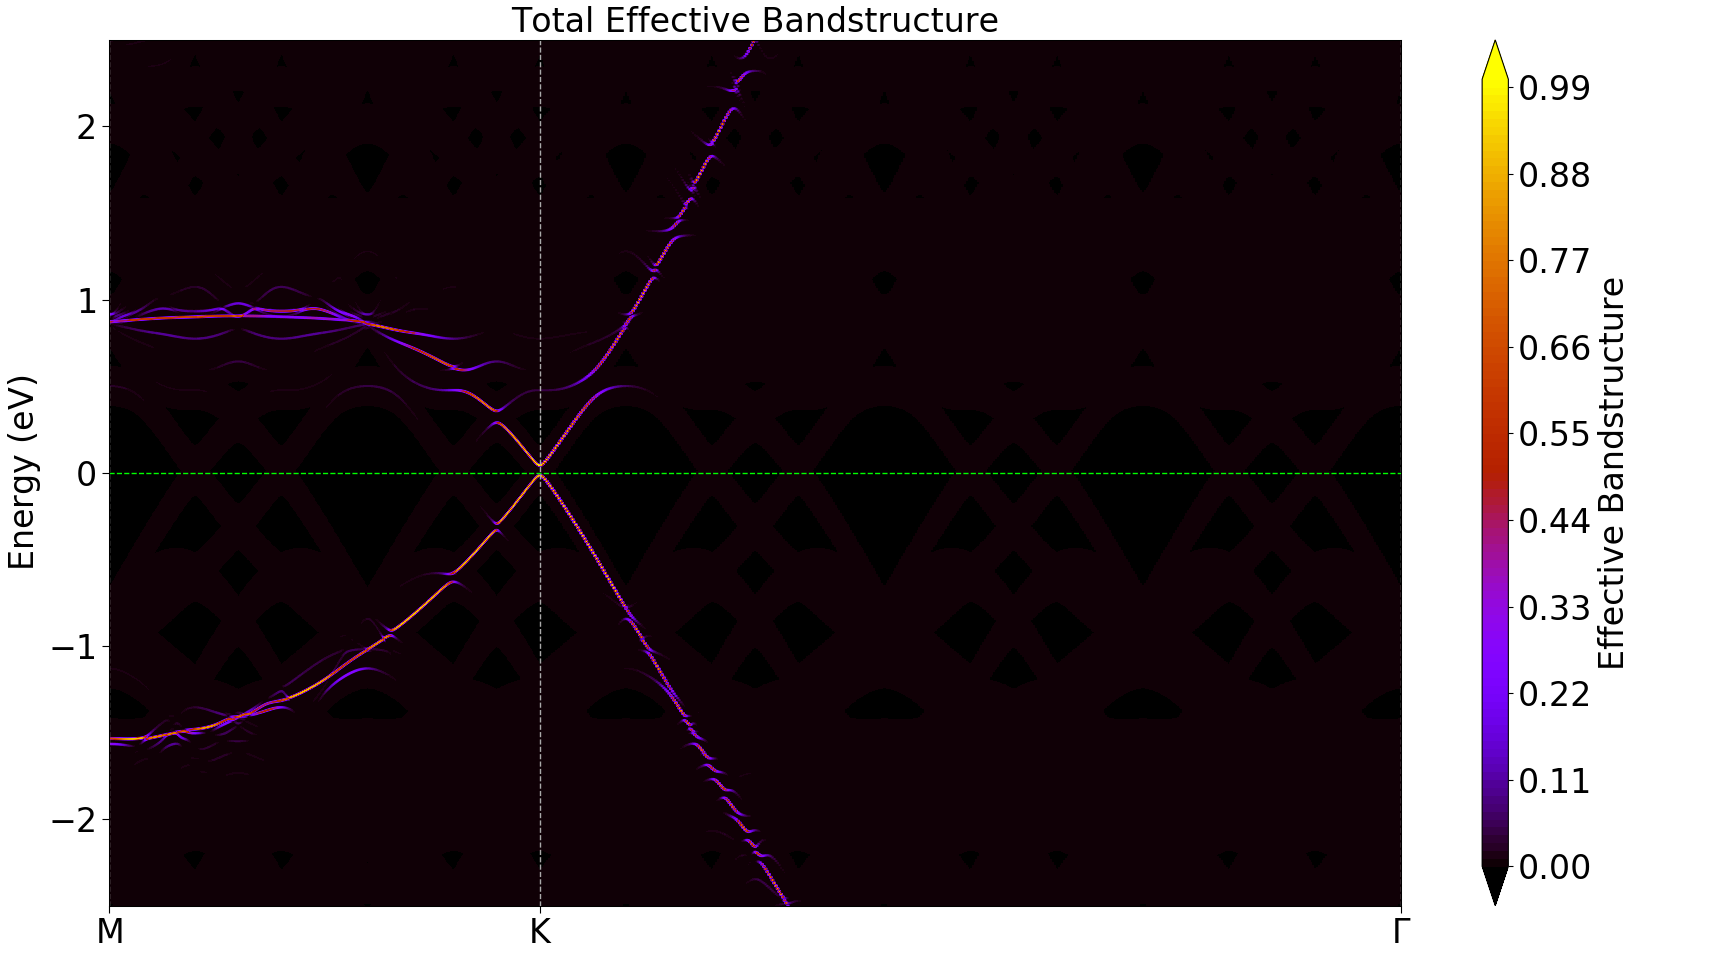 Total Effective Bandstructure
Energy (eV)
2
1
0
−1
−2
M
K
Γ
0.99
0.88
0.77
0.66
0.55
0.44
0.33
0.22
0.11
0.00
Effective Bandstructure